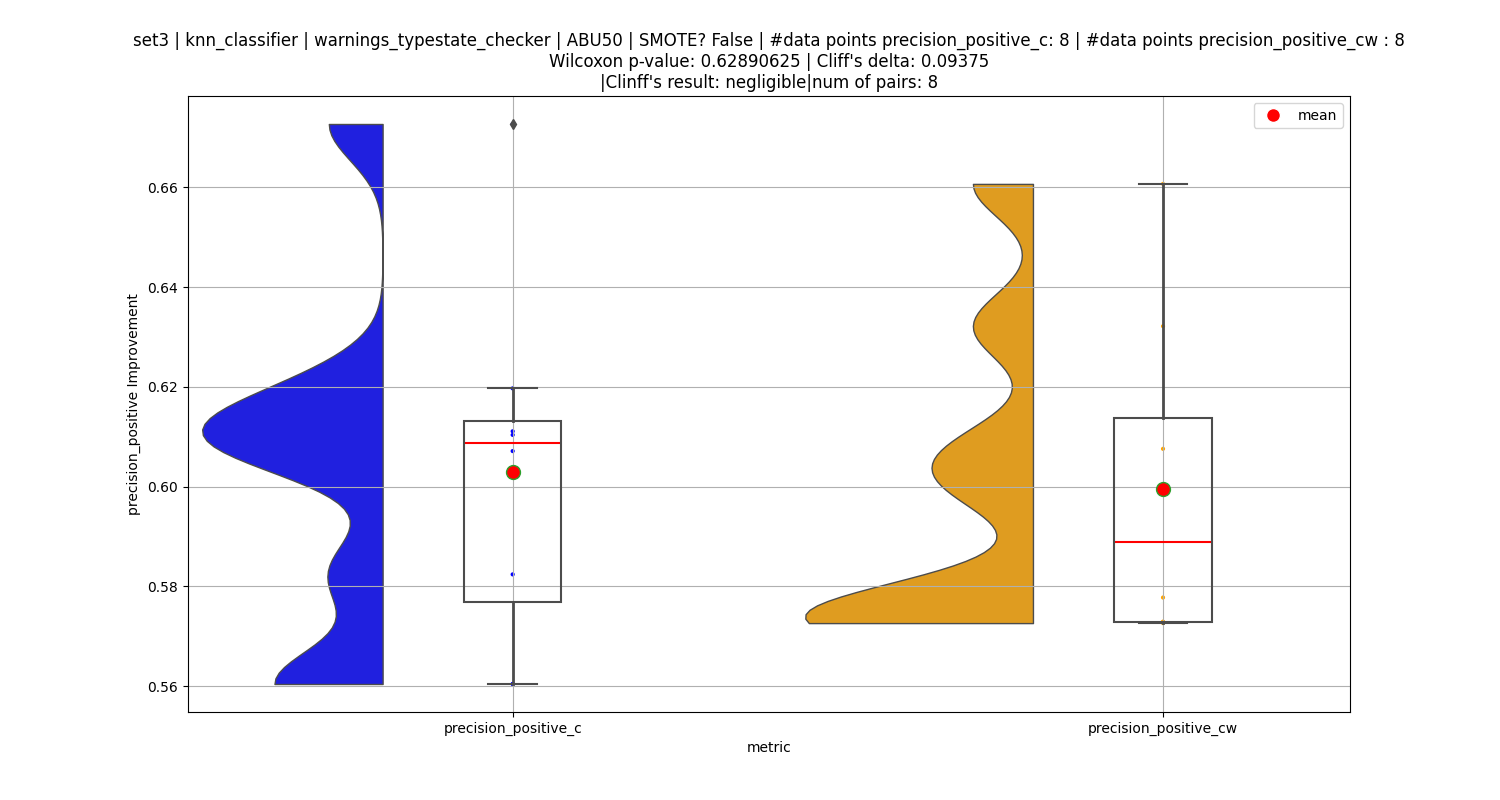 set3 | knn_classifier | warnings_typestate_checker | ABU50 | SMOTE? False | #data points precision_positive_c: 8 | #data points precision_positive_cw : 8
Wilcoxon p-value: 0.62890625 | Cliff's delta: 0.09375
|Clinff's result: negligible|num of pairs: 8
mean
0.66
0.64
0.62
0.60
0.58
0.56
precision_positive Improvement
precision_positive_c
precision_positive_cw
metric